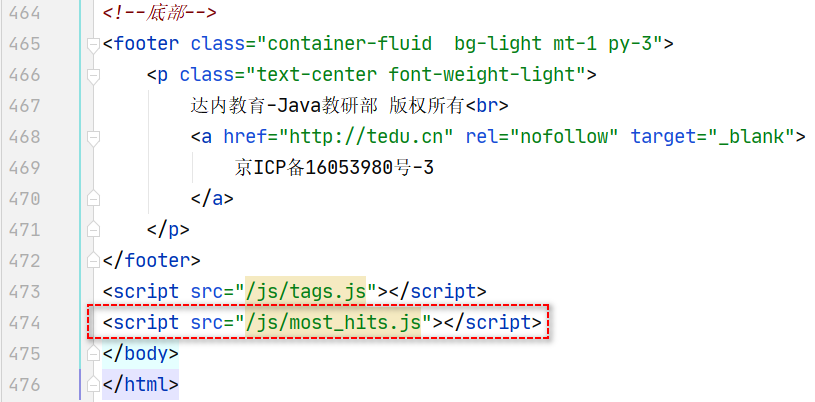 464 <!--底部-->
465 <footer class="container-fluid  bg-light mt-1 py-3">
466     <p class="text-center font-weight-light">
467         达内教育-Java教研部 版权所有<br>
468         <a href="http://tedu.cn" rel="nofollow" target="_blank">
469             京ICP备16053980号-3
470         </a>
471     </p>
472 </footer>
473 <script src="/js/tags.js"></script>
474 <script src="/js/most_hits.js"></script>
475 </body>
476 </html>